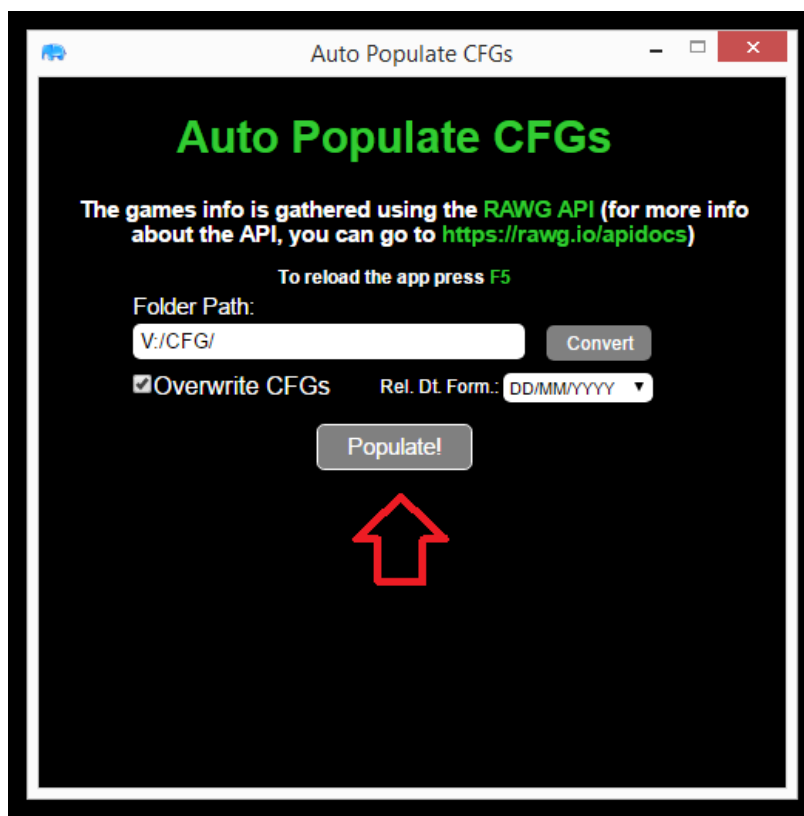 Auto Populate CFGs
Auto Populate CFGs
The games info is gathered using the RAWG API (for more info
about the API, you can go to https://rawg.io/apidocs)
To reload the app press F5
Folder Path:
V:/CFG/
Convert
Overwrite CFGs
Rel. Dt. Form.: DD/MM/YYYY
Populate!